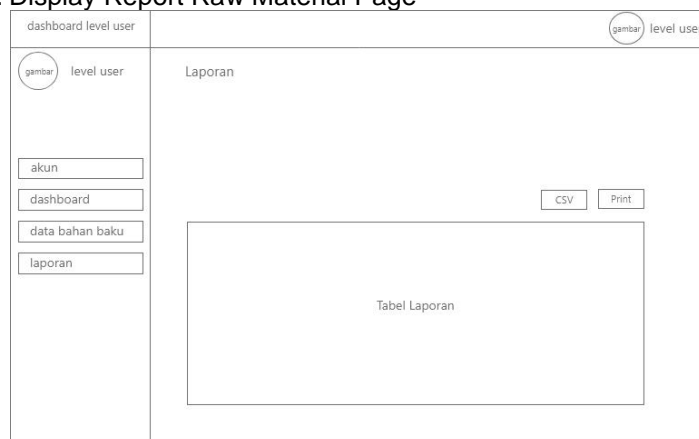 . Display Report Raw Material Page
dashboard level user
gambar level user
gambar level user
Laporan
akun
dashboard
data bahan baku
laporan
CSV Print
Tabel Laporan